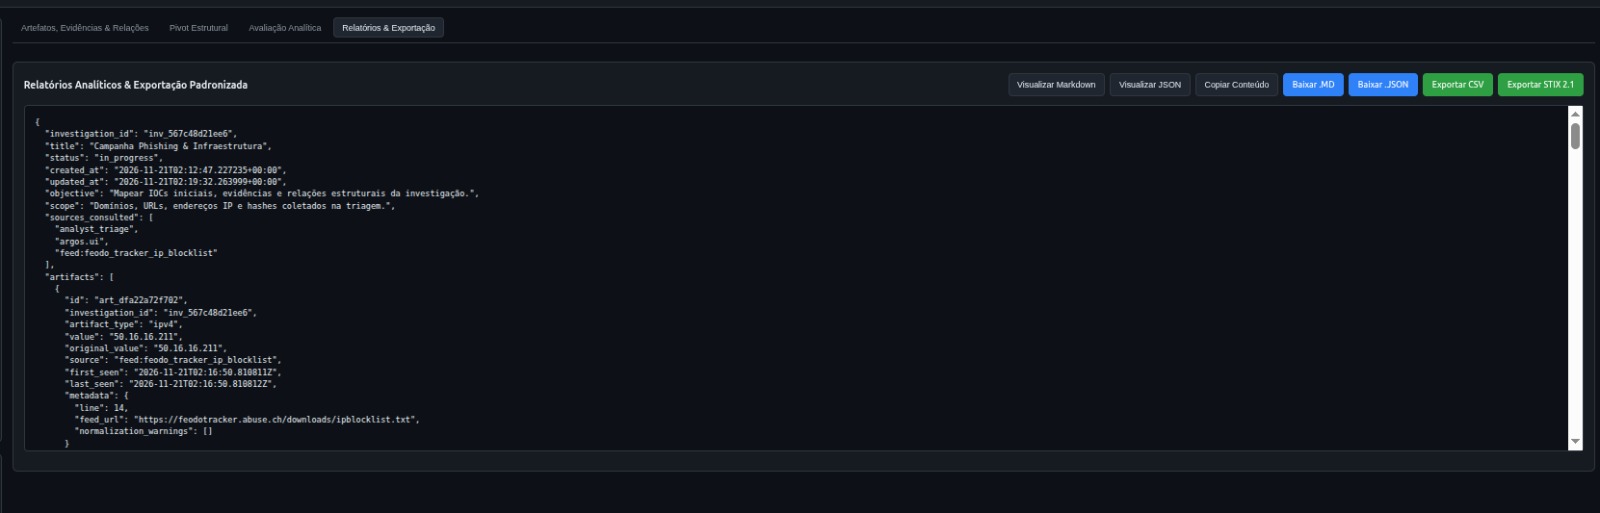 Artefatos, Evidências & Relações Pivot Estrutural Avaliação Analítica Relatórios & Exportação
Relatórios Analíticos & Exportação Padronizada Visualizar Markdown Visualizar JSON Copiar Conteúdo Baixar .MD Baixar .JSON Exportar CSV Exportar STIX 2.1
{
"investigation_id": "inv_567c48d21ee6",
"title": "Campanha Phishing & Infraestrutura",
"status": "in_progress",
"created_at": "2026-11-21T02:12:47.227235+00:00",
"updated_at": "2026-11-21T02:19:32.263999+00:00",
"objective": "Mapear IOCs iniciais, evidências e relações estruturais da investigação.",
"scope": "Domínios, URLs, endereços IP e hashes coletados na triagem.",
"sources_consulted": [
"analyst_triage",
"argos.ui",
"feed:feodo_tracker_ip_blocklist"
],
"artifacts": [
{
"id": "art_dfa22a72f702",
"investigation_id": "inv_567c48d21ee6",
"artifact_type": "ipv4",
"value": "50.16.16.211",
"original_value": "50.16.16.211",
"source": "feed:feodo_tracker_ip_blocklist",
"first_seen": "2026-11-21T02:16:50.810811Z",
"last_seen": "2026-11-21T02:16:50.810812Z",
"metadata": {
"line": 14,
"feed_url": "https://feodotracker.abuse.ch/downloads/ipblocklist.txt",
"normalization_warnings": []
}